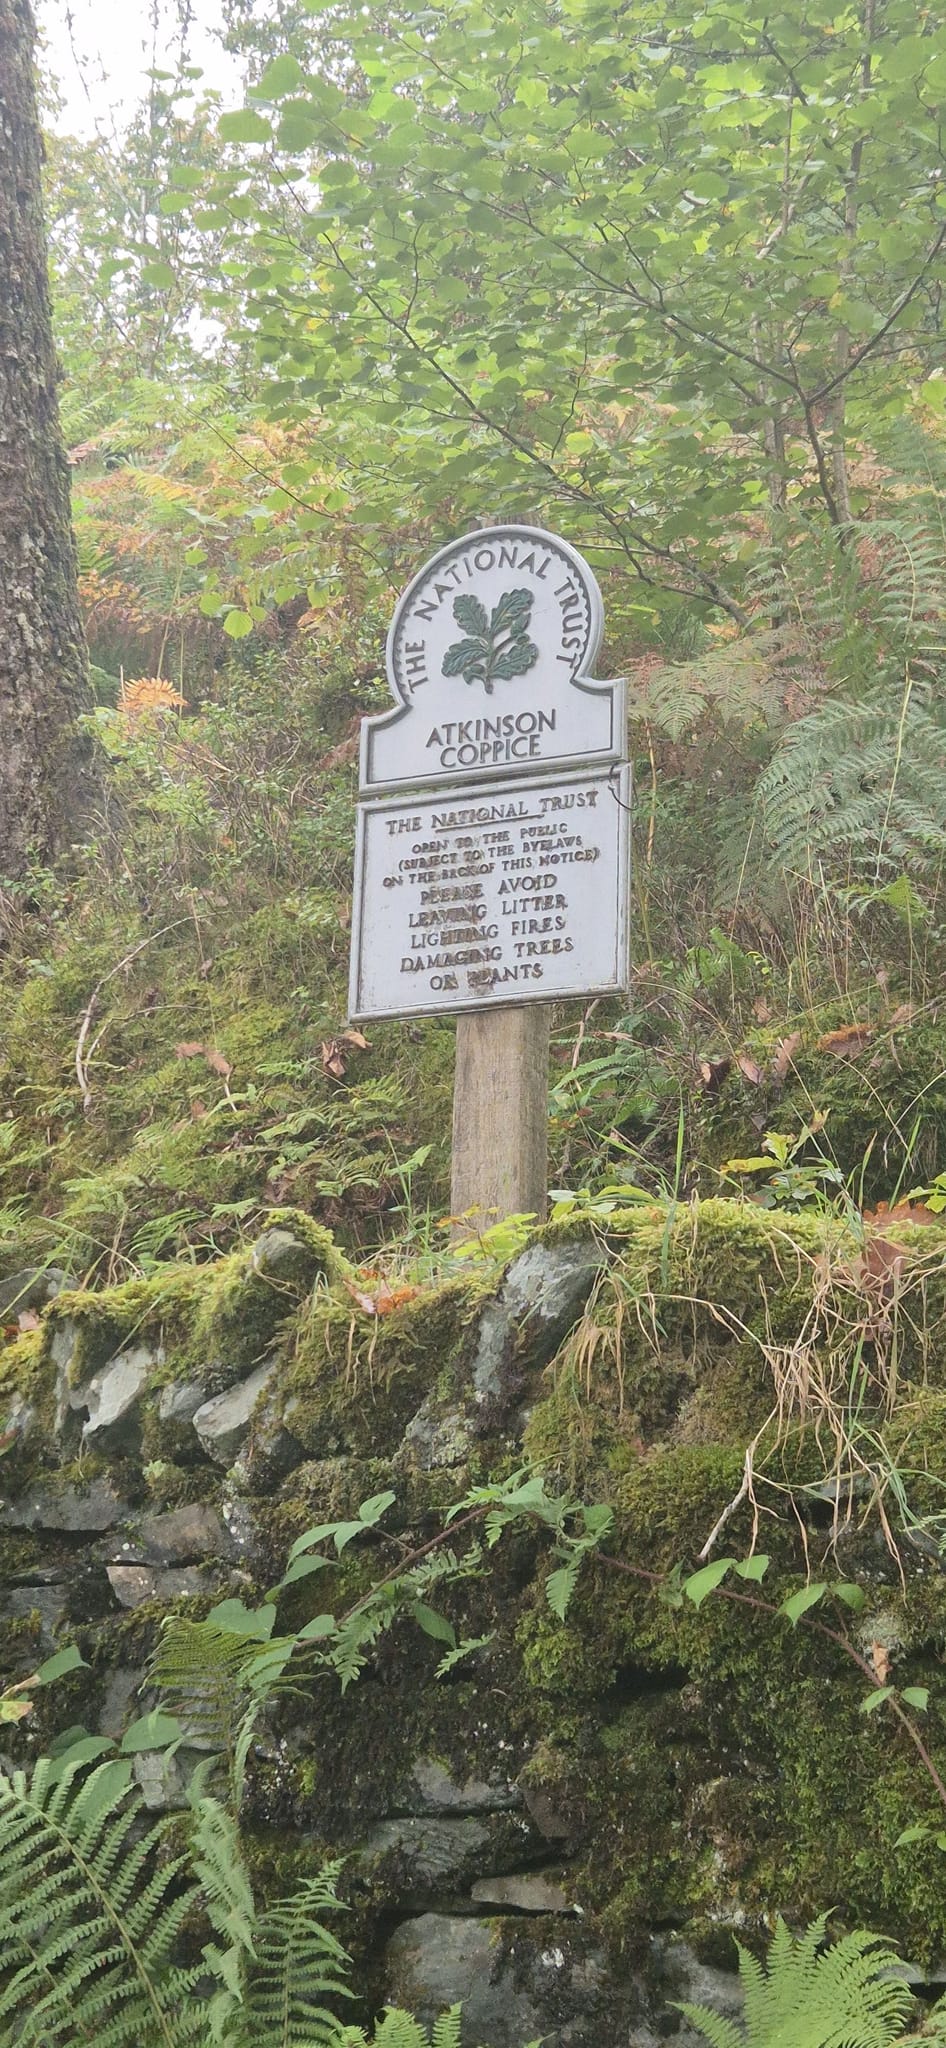 THE NATIONAL TRUST
ATKINSON
COPPICE
THE NATIONAL TRUST
OPEN TO THE PUBLIC
(SUBJECT TO THE BYELAWS
ON THE BACK OF THIS NOTICE)
PLEASE AVOID
LEAVING LITTER
LIGHTING FIRES
DAMAGING TREES
OR PLANTS